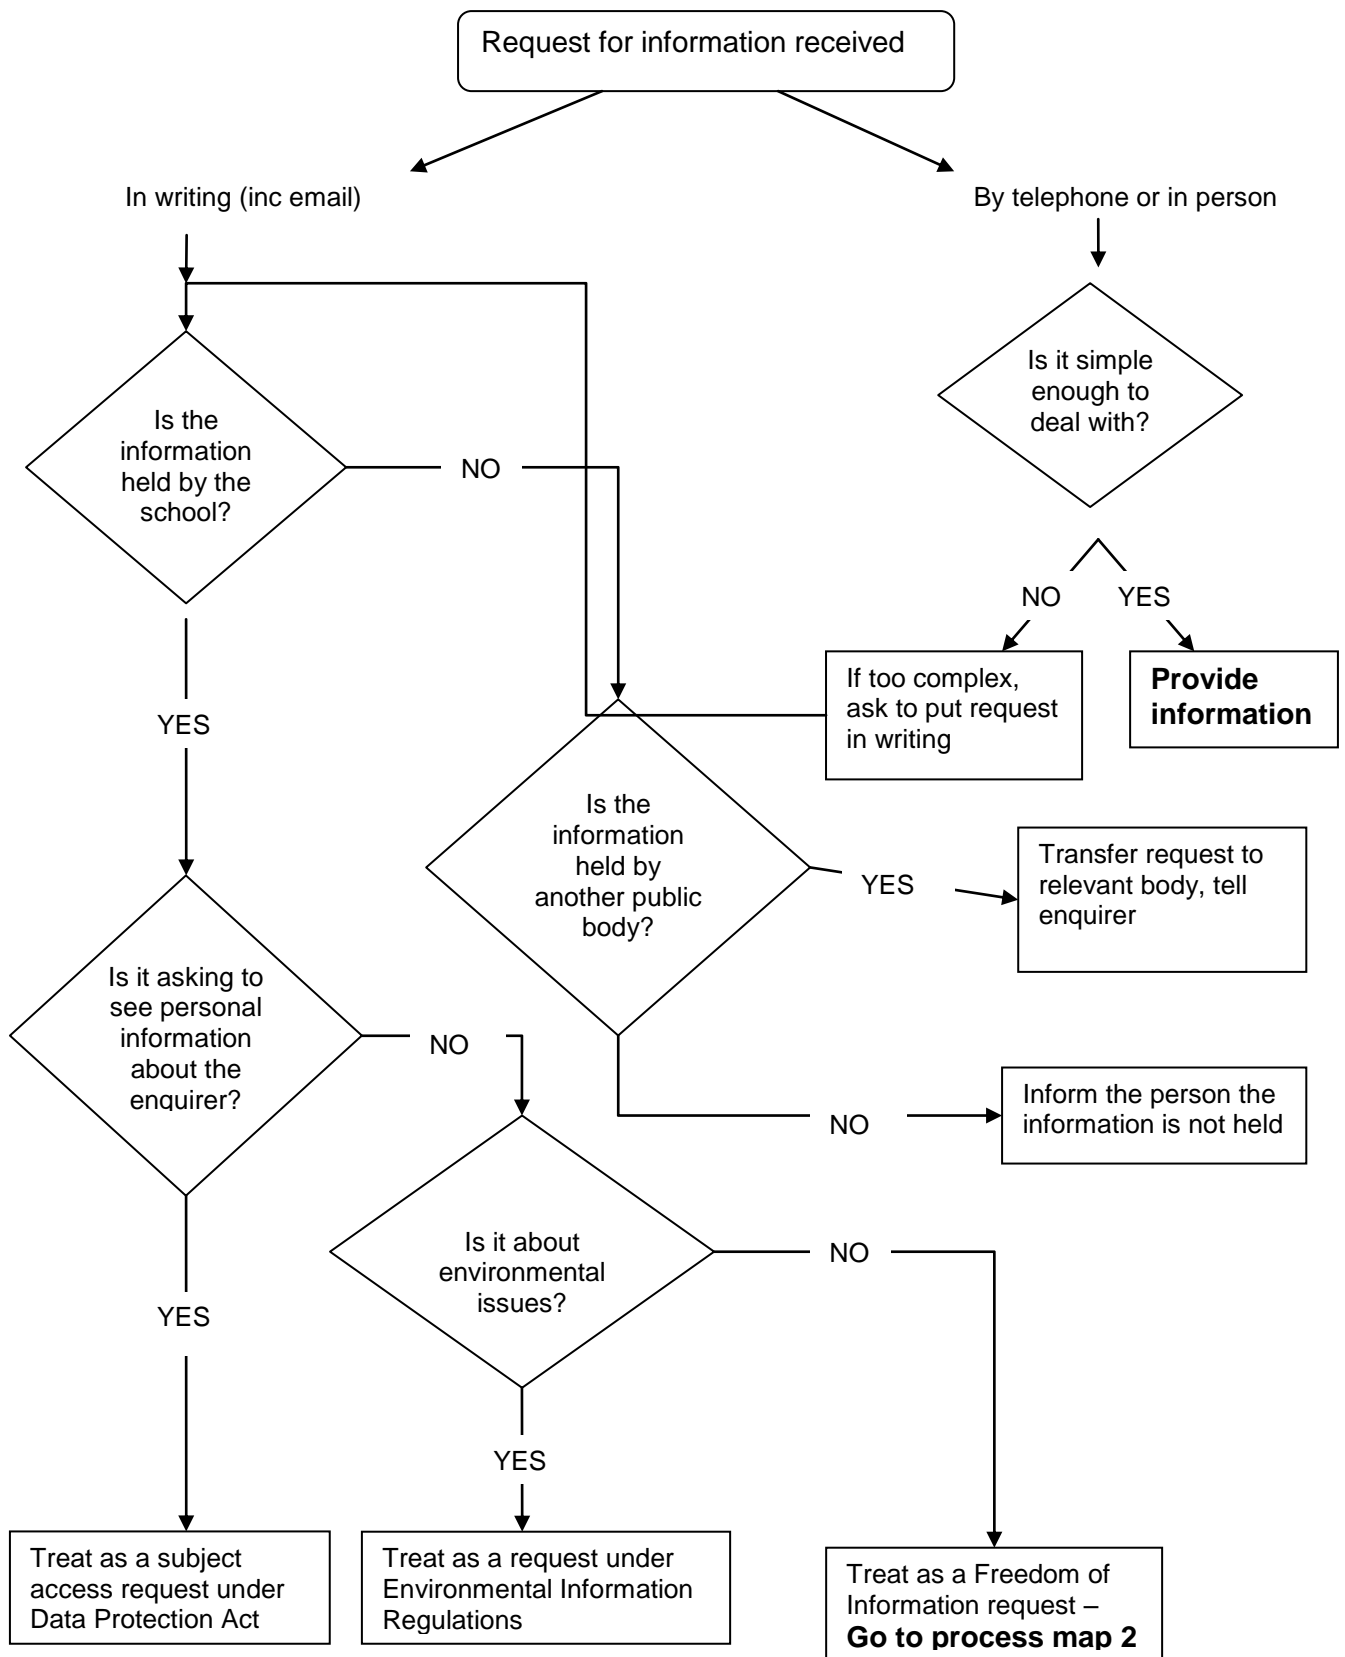 Request for information received
In writing (inc email)
By telephone or in person
Is it simple
enough to
deal with?
Is the
information
held by the
school?
NO
NO
YES
If too complex,
ask to put request
in writing
Provide
information
YES
Is the
information
held by
another public
body?
YES
Transfer request to
relevant body, tell
enquirer
Is it asking to
see personal
information
about the
enquirer?
NO
NO
Inform the person the
information is not held
Is it about
environmental
issues?
NO
YES
YES
Treat as a subject
access request under
Data Protection Act
Treat as a request under
Environmental Information
Regulations
Treat as a Freedom of
Information request –
Go to process map 2